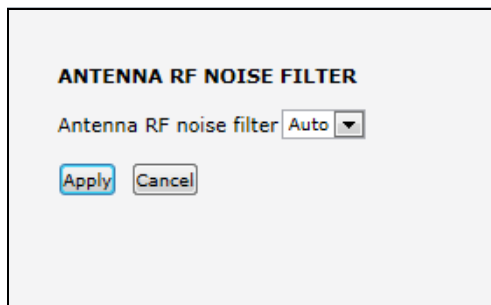 ANTENNA RF NOISE FILTER
Antenna RF noise filter Auto
Apply Cancel